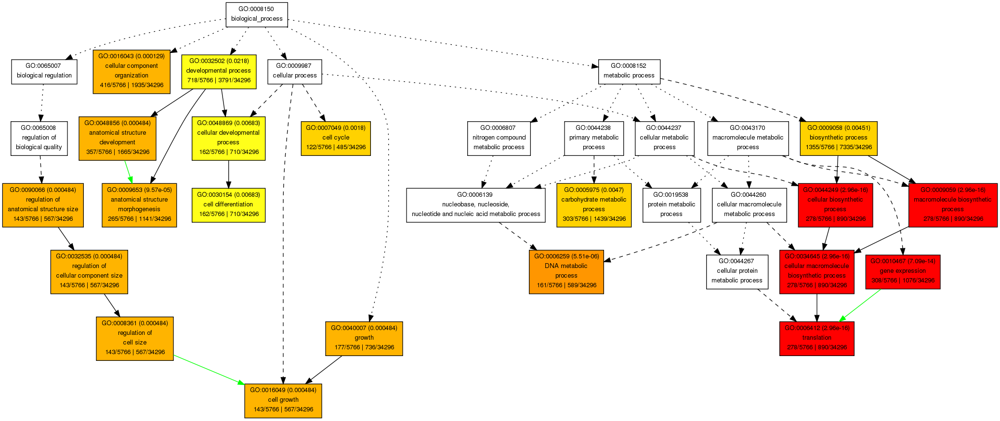 GO:0008150
biological_process
GO:0065007
biological regulation
GO:0016043 (0.000129)
cellular component
organization
416/5766 | 1935/34296
GO:0032502 (0.0218)
developmental process
718/5766 | 3791/34296
GO:0009987
cellular process
GO:0008152
metabolic process
GO:0065008
regulation of
biological quality
GO:0048856 (0.000484)
anatomical structure
development
357/5766 | 1665/34296
GO:0048869 (0.00683)
cellular developmental
process
162/5766 | 710/34296
GO:0007049 (0.0018)
cell cycle
122/5766 | 485/34296
GO:0006807
nitrogen compound
metabolic process
GO:0044238
primary metabolic
process
GO:0044237
cellular metabolic
process
GO:0043170
macromolecule metabolic
process
GO:0009058 (0.00451)
biosynthetic process
1355/5766 | 7335/34296
GO:0090066 (0.000484)
regulation of
anatomical structure size
143/5766 | 567/34296
GO:0009653 (9.57e-05)
anatomical structure
morphogenesis
265/5766 | 1141/34296
GO:0030154 (0.00683)
cell differentiation
162/5766 | 710/34296
GO:0006139
nucleobase, nucleoside,
nucleotide and nucleic acid metabolic process
GO:0005975 (0.0047)
carbohydrate metabolic
process
303/5766 | 1439/34296
GO:0019538
protein metabolic
process
GO:0044260
cellular macromolecule
metabolic process
GO:0044249 (2.96e-16)
cellular biosynthetic
process
278/5766 | 890/34296
GO:0009059 (2.96e-16)
macromolecule biosynthetic
process
278/5766 | 890/34296
GO:0032535 (0.000484)
regulation of
cellular component size
143/5766 | 567/34296
GO:0006259 (5.51e-06)
DNA metabolic
process
161/5766 | 589/34296
GO:0044267
cellular protein
metabolic process
GO:0034645 (2.96e-16)
cellular macromolecule
biosynthetic process
278/5766 | 890/34296
GO:0010467 (7.09e-14)
gene expression
308/5766 | 1076/34296
GO:0008361 (0.000484)
regulation of
cell size
143/5766 | 567/34296
GO:0040007 (0.000484)
growth
177/5766 | 736/34296
GO:0006412 (2.96e-16)
translation
278/5766 | 890/34296
GO:0016049 (0.000484)
cell growth
143/5766 | 567/34296